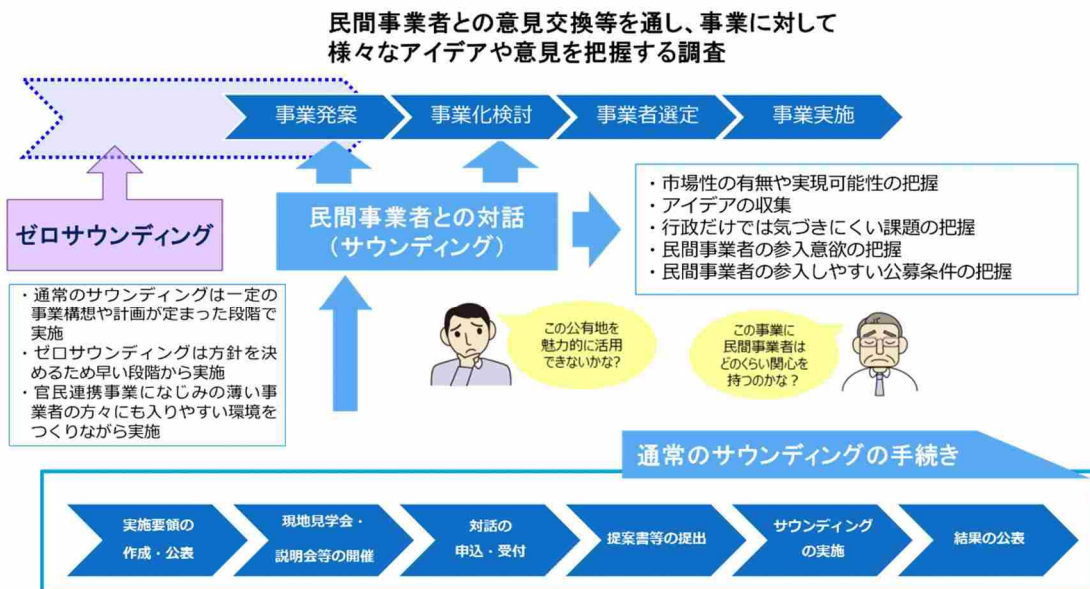 民間事業者との意見交換等を通し、事業に対して
様々なアイデアや意見を把握する調査
事業発案
事業化検討
事業者選定
事業実施
ゼロサウンディング
民間事業者との対話
（サウンディング）
・市場性の有無や実現可能性の把握
・アイデアの収集
・行政だけでは気づきにくい課題の把握
・民間事業者の参入意欲の把握
・民間事業者の参入しやすい公募条件の把握
・通常のサウンディングは一定の
事業構想や計画が定まった段階で
実施
・ゼロサウンディングは方針を決
めるため早い段階から実施
・官民連携事業になじみの薄い事
業者の方々にも入りやすい環境を
つくりながら実施
この公有地を
魅力的に活用
できないかな？
この事業に
民間事業者は
どのくらい関心を
持つのかな？
通常のサウンディングの手続き
実施要領の
作成・公表
現地見学会・
説明会等の開催
対話の
申込・受付
提案書等の提出
サウンディング
の実施
結果の公表